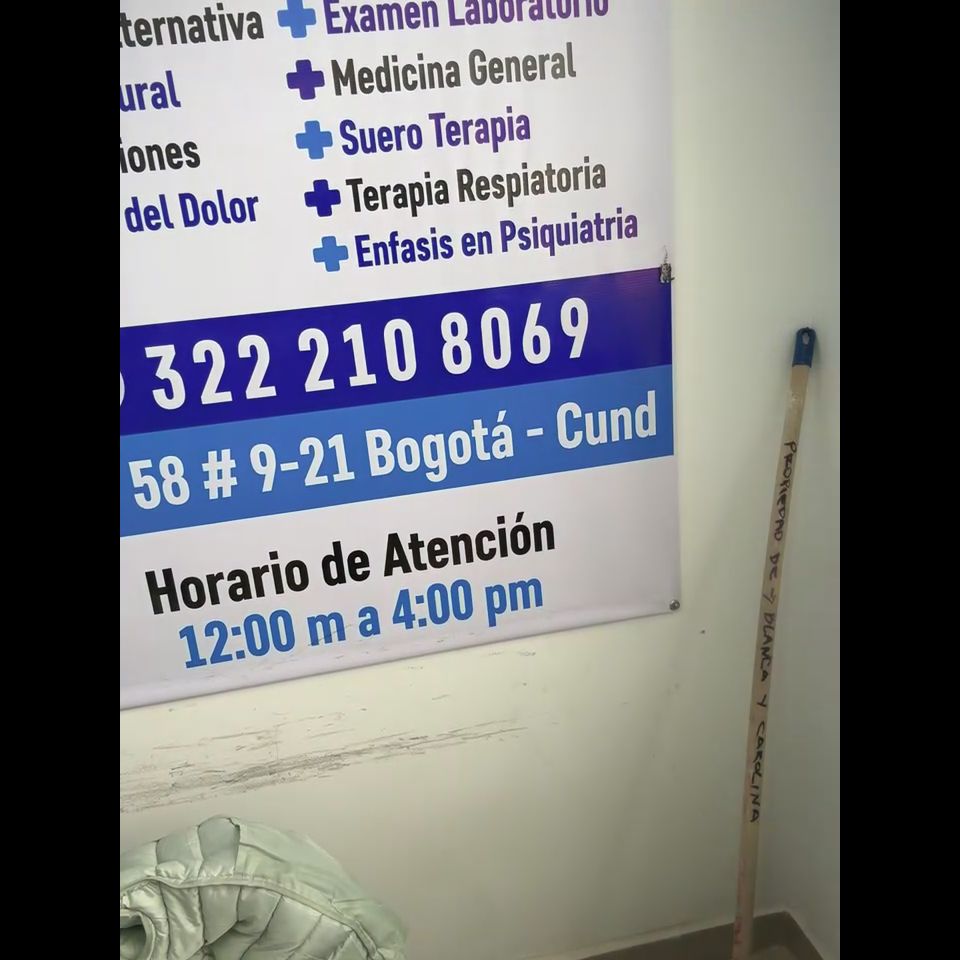 ternativa
Examen Laboratorio
ural
Medicina General
iones
Suero Terapia
del Dolor
Terapia Respiatoria
Enfasis en Psiquiatria
322 210 8069
58 # 9-21 Bogotá - Cund
Horario de Atención
12:00 m a 4:00 pm
PROPIEDAD DE → BLANCA Y CAROLINA